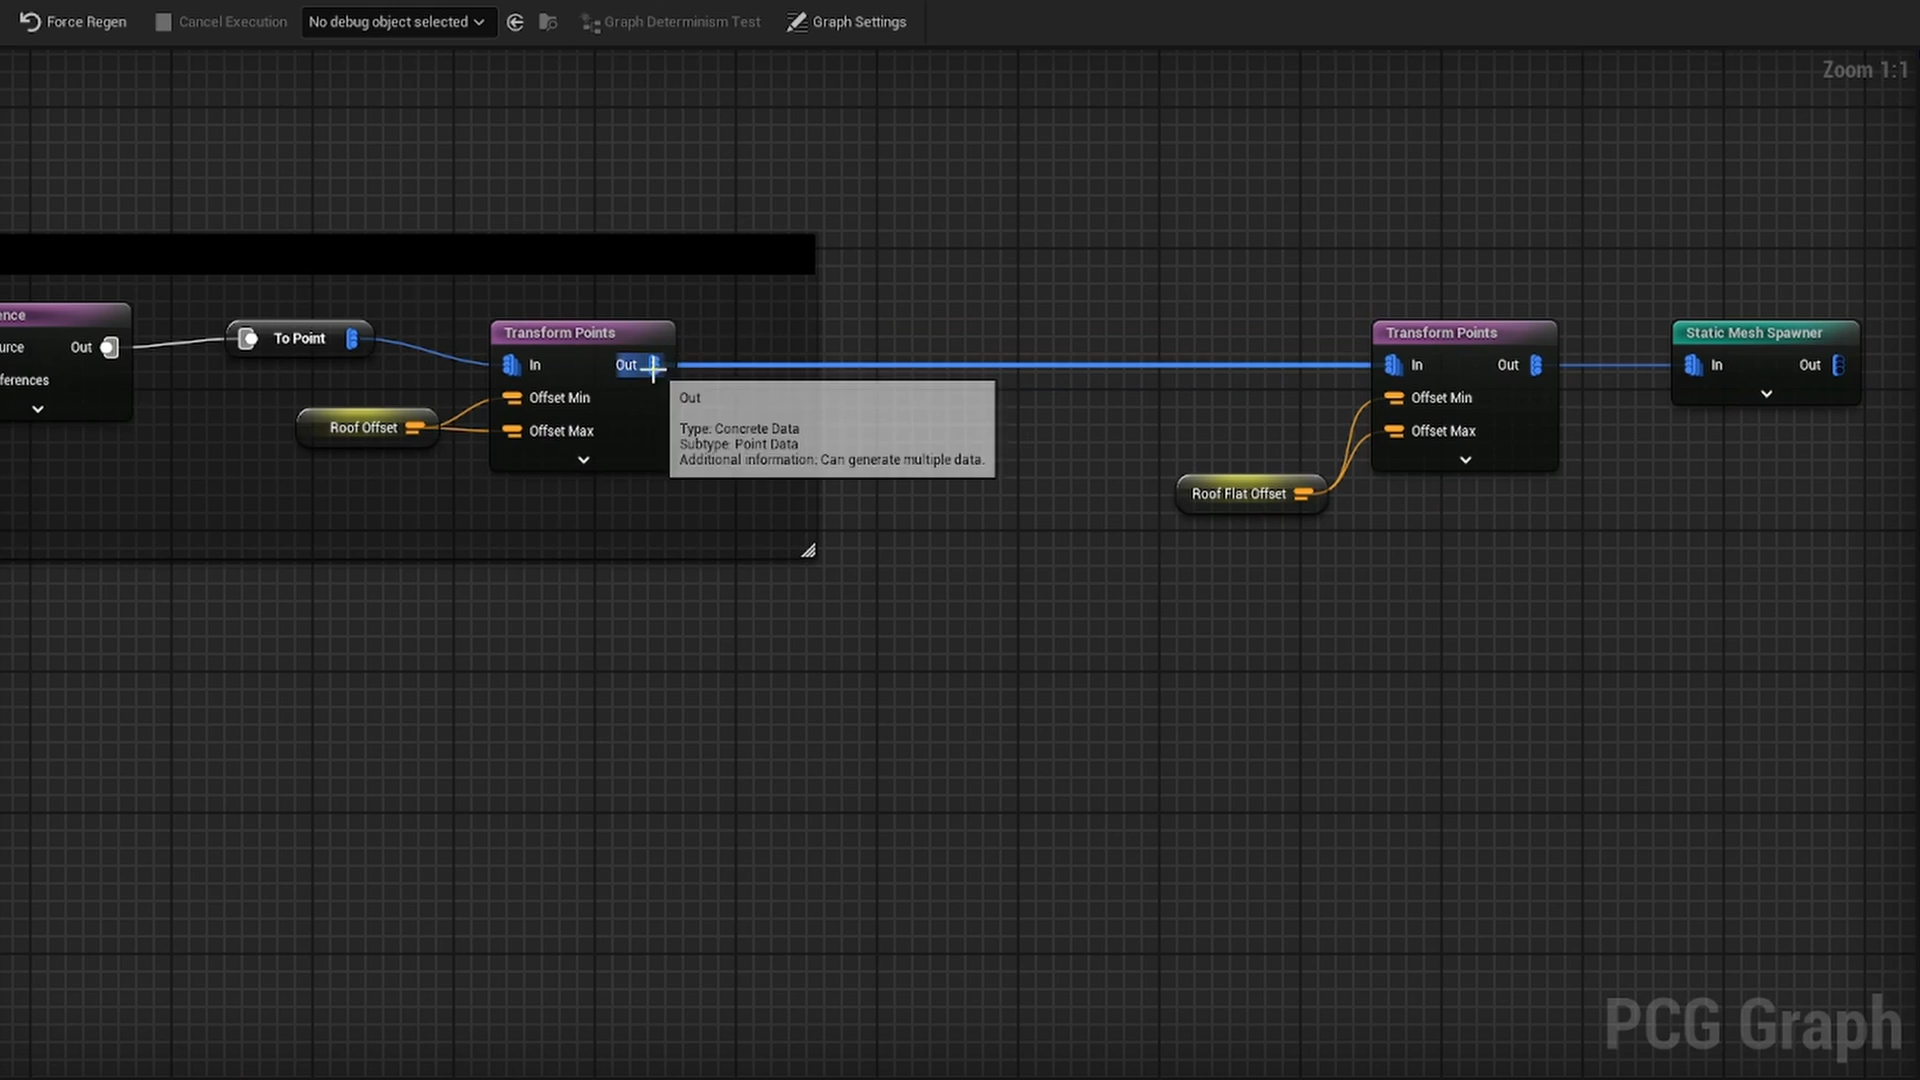 Force Regen
Cancel Execution
No debug object selected
Graph Determinism Test
Graph Settings
Zoom 1:1
ence
urce
Out
ferences
To Point
Roof Offset
Transform Points
In
Out
Offset Min
Offset Max
Out
Type: Concrete Data
Subtype: Point Data
Additional information: Can generate multiple data.
Roof Flat Offset
Transform Points
In
Out
Offset Min
Offset Max
Static Mesh Spawner
In
Out
PCG Graph